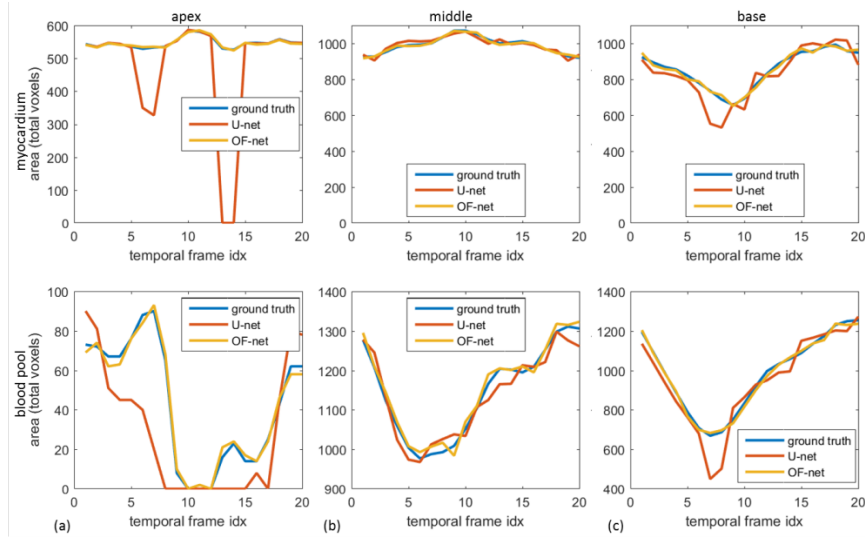 apex
middle
base
myocardium
area (total voxels)
600
500
400
300
200
100
0
0
5
10
15
20
ground truth
U-net
OF-net
temporal frame idx
1000
800
600
400
200
0
0
5
10
15
20
ground truth
U-net
OF-net
temporal frame idx
1000
800
600
400
200
0
0
5
10
15
20
ground truth
U-net
OF-net
temporal frame idx
blood pool
area (total voxels)
100
80
60
40
20
0
0
5
10
15
20
ground truth
U-net
OF-net
(a)
temporal frame idx
1400
1300
1200
1100
1000
900
0
5
10
15
20
ground truth
U-net
OF-net
(b)
temporal frame idx
1400
1200
1000
800
600
400
0
5
10
15
20
ground truth
U-net
OF-net
(c)
temporal frame idx